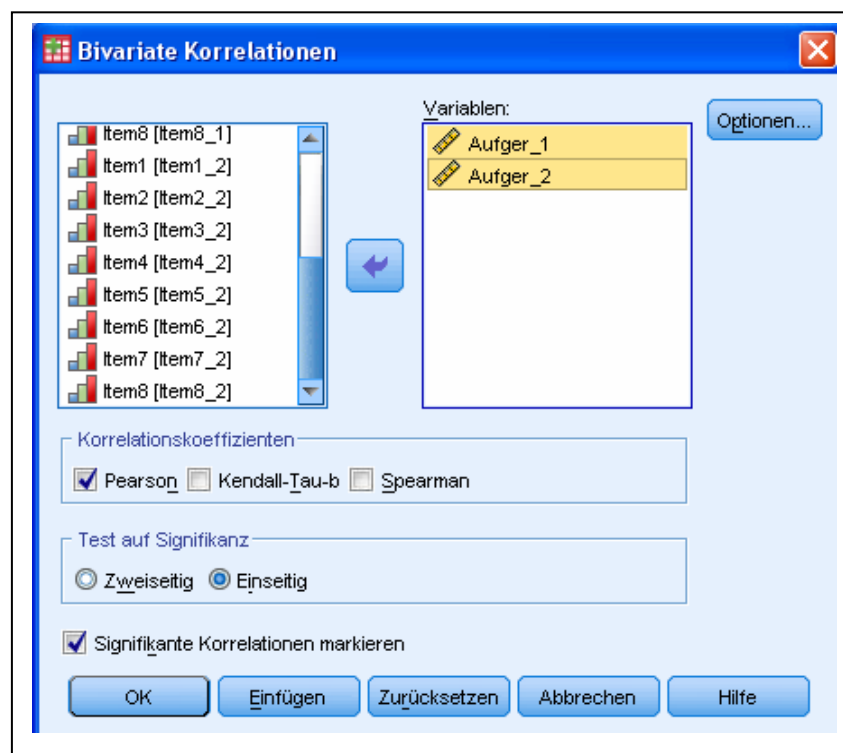 Bivariate Korrelationen
Variablen:
Optionen...
Item8 [Item8_1]
Item1 [Item1_2]
Item2 [Item2_2]
Item3 [Item3_2]
Item4 [Item4_2]
Item5 [Item5_2]
Item6 [Item6_2]
Item7 [Item7_2]
Item8 [Item8_2]
Aufger_1
Aufger_2
Korrelationskoeffizienten
Pearson Kendall-Tau-b Spearman
Test auf Signifikanz
Zweiseitig Einseitig
Signifikante Korrelationen markieren
OK Einfügen Zurücksetzen Abbrechen Hilfe